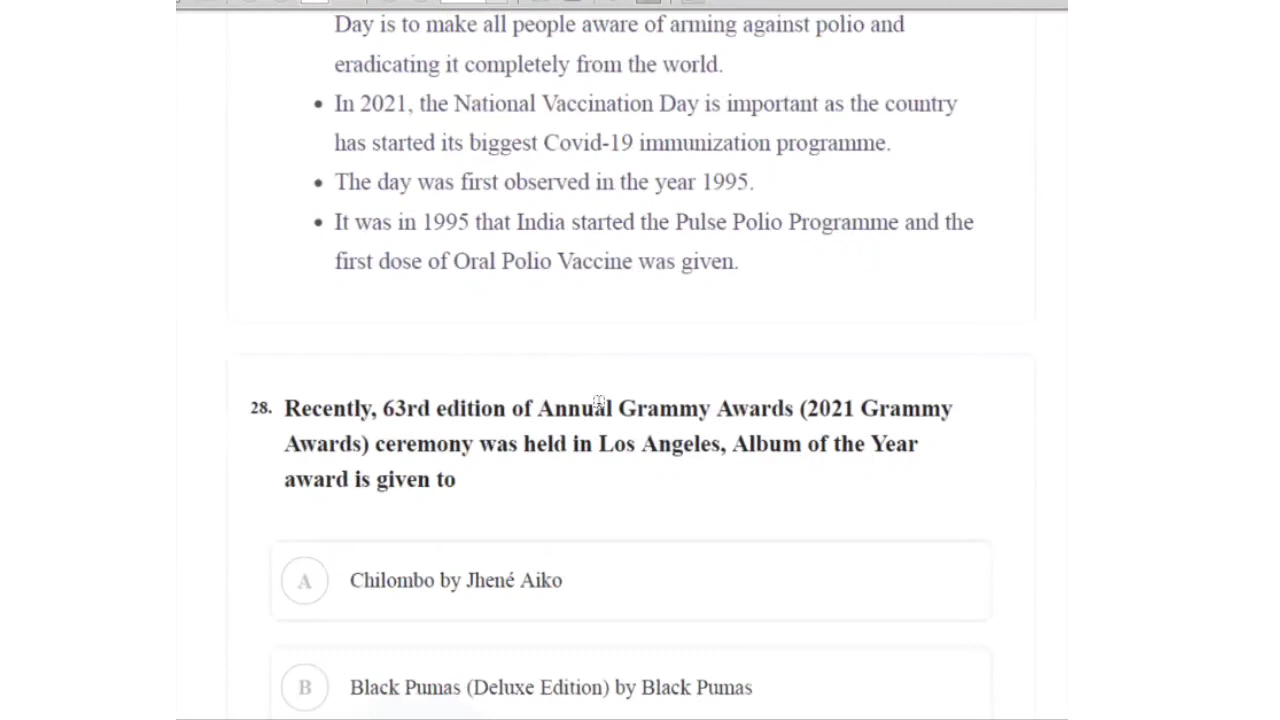 Day is to make all people aware of arming against polio and
eradicating it completely from the world.
• In 2021, the National Vaccination Day is important as the country
has started its biggest Covid-19 immunization programme.
• The day was first observed in the year 1995.
• It was in 1995 that India started the Pulse Polio Programme and the
first dose of Oral Polio Vaccine was given.
28. Recently, 63rd edition of Annual Grammy Awards (2021 Grammy
Awards) ceremony was held in Los Angeles, Album of the Year
award is given to
A Chilombo by Jhené Aiko
B Black Pumas (Deluxe Edition) by Black Pumas